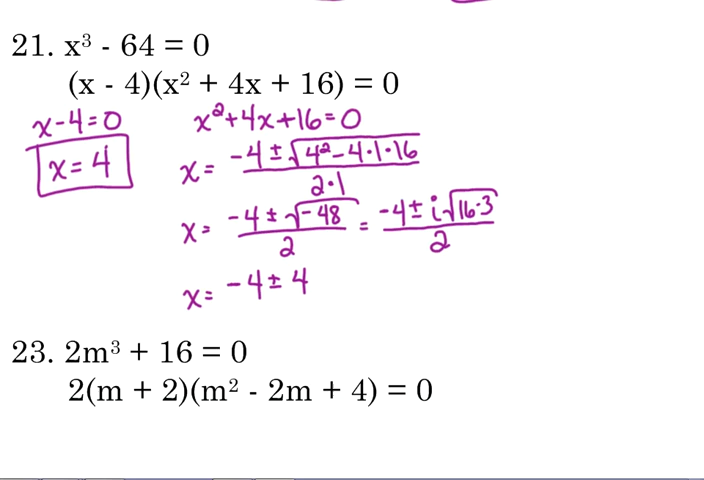 21. x³ - 64 = 0
(x - 4)(x² + 4x + 16) = 0
x-4=0
x=4
x²+4x+16=0
x= -4±√4²-4·1·16 / 2·1
x= -4±√-48 / 2 = -4±i√16·3 / 2
x= -4±4
23. 2m³ + 16 = 0
2(m + 2)(m² - 2m + 4) = 0